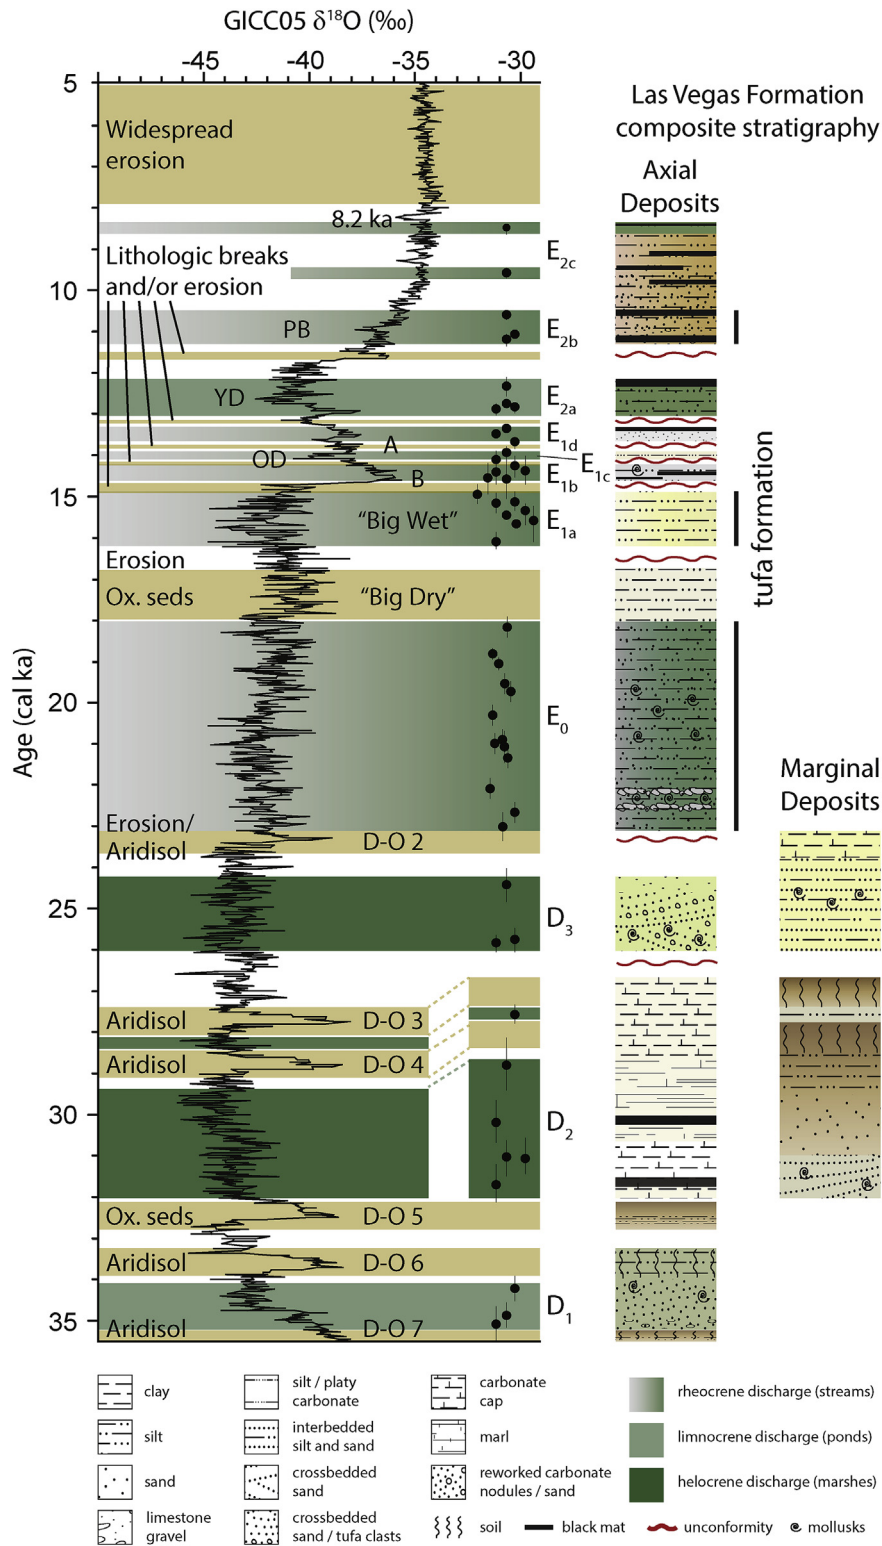 GICC05 δ¹⁸O (‰)
-45 -40 -35 -30
Las Vegas Formation
composite stratigraphy
Axial
Deposits
Marginal
Deposits
tufa formation
Age (cal ka)
5
10
15
20
25
30
35
Widespread
erosion
8.2 ka
Lithologic breaks
and/or erosion
E2c
PB
E2b
YD
E2a
E1d
A
OD
E1c
B
E1b
"Big Wet"
E1a
Erosion
Ox. seds
"Big Dry"
E0
Erosion/
Aridisol
D-O 2
D3
Aridisol
D-O 3
Aridisol
D-O 4
D2
Ox. seds
D-O 5
Aridisol
D-O 6
D1
Aridisol
D-O 7
clay
silt / platy
carbonate
carbonate
cap
rheocrene discharge (streams)
silt
interbedded
silt and sand
marl
limnocrene discharge (ponds)
sand
crossbedded
sand
reworked carbonate
nodules / sand
helocrene discharge (marshes)
limestone
gravel
crossbedded
sand / tufa clasts
soil
black mat
unconformity
mollusks